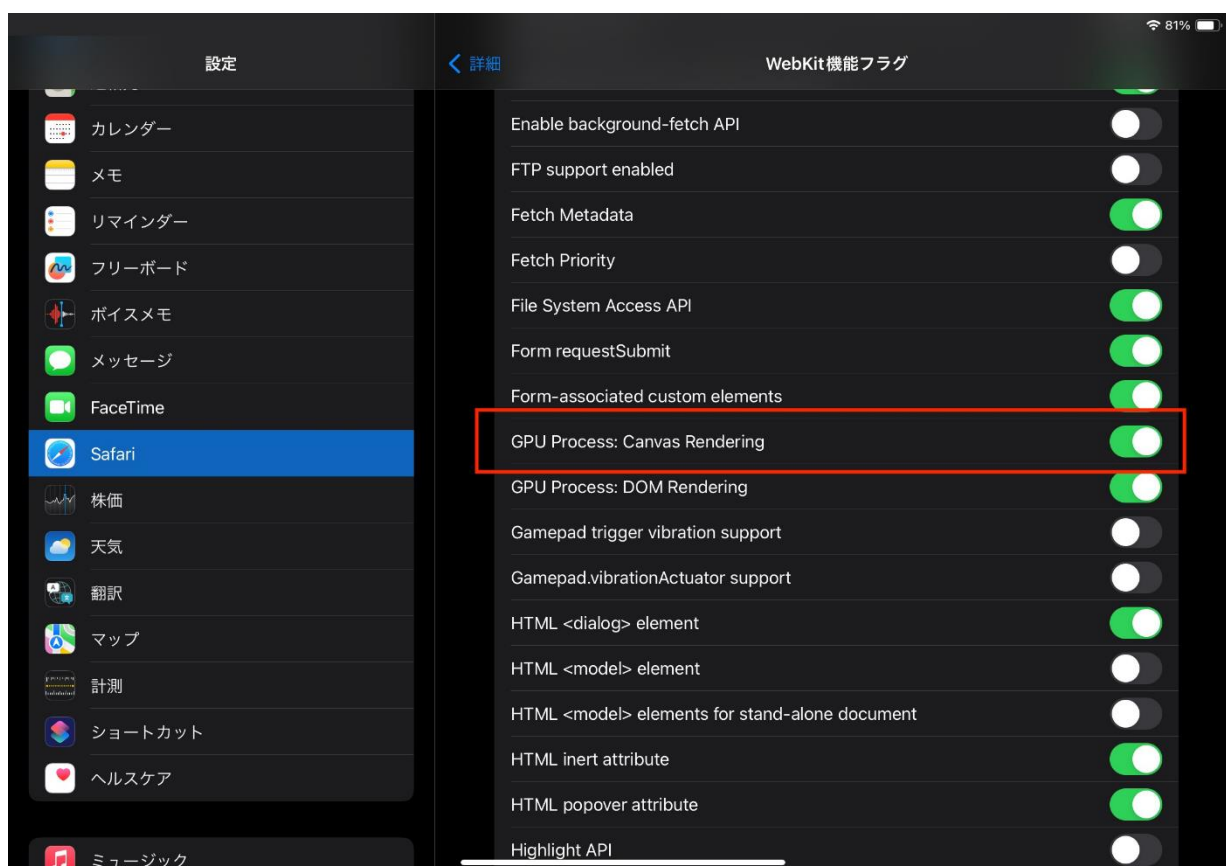 81%
設定
詳細
WebKit機能フラグ
カレンダー
メモ
リマインダー
フリーボード
ボイスメモ
メッセージ
FaceTime
Safari
株価
天気
翻訳
マップ
計測
ショートカット
ヘルスケア
ミュージック
Enable background-fetch API
FTP support enabled
Fetch Metadata
Fetch Priority
File System Access API
Form requestSubmit
Form-associated custom elements
GPU Process: Canvas Rendering
GPU Process: DOM Rendering
Gamepad trigger vibration support
Gamepad.vibrationActuator support
HTML <dialog> element
HTML <model> element
HTML <model> elements for stand-alone document
HTML inert attribute
HTML popover attribute
Highlight API